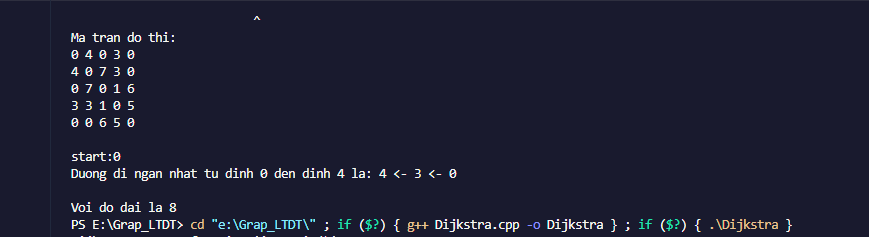 ^
Ma tran do thi:
0 4 0 3 0
4 0 7 3 0
0 7 0 1 6
3 3 1 0 5
0 0 6 5 0
start:0
Duong di ngan nhat tu dinh 0 den dinh 4 la: 4 <- 3 <- 0
Voi do dai la 8
PS E:\Grap_LTDT> cd "e:\Grap_LTDT\" ; if ($?) { g++ Dijkstra.cpp -o Dijkstra } ; if ($?) { .\Dijkstra }